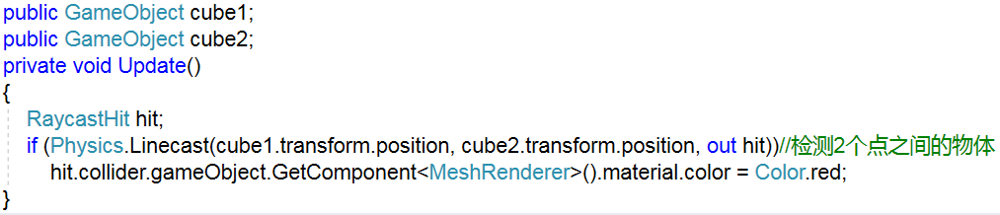 public GameObject cube1;
public GameObject cube2;
private void Update()
{
RaycastHit hit;
if (Physics.Linecast(cube1.transform.position, cube2.transform.position, out hit))//检测2个点之间的物体
hit.collider.gameObject.GetComponent<MeshRenderer>().material.color = Color.red;
}